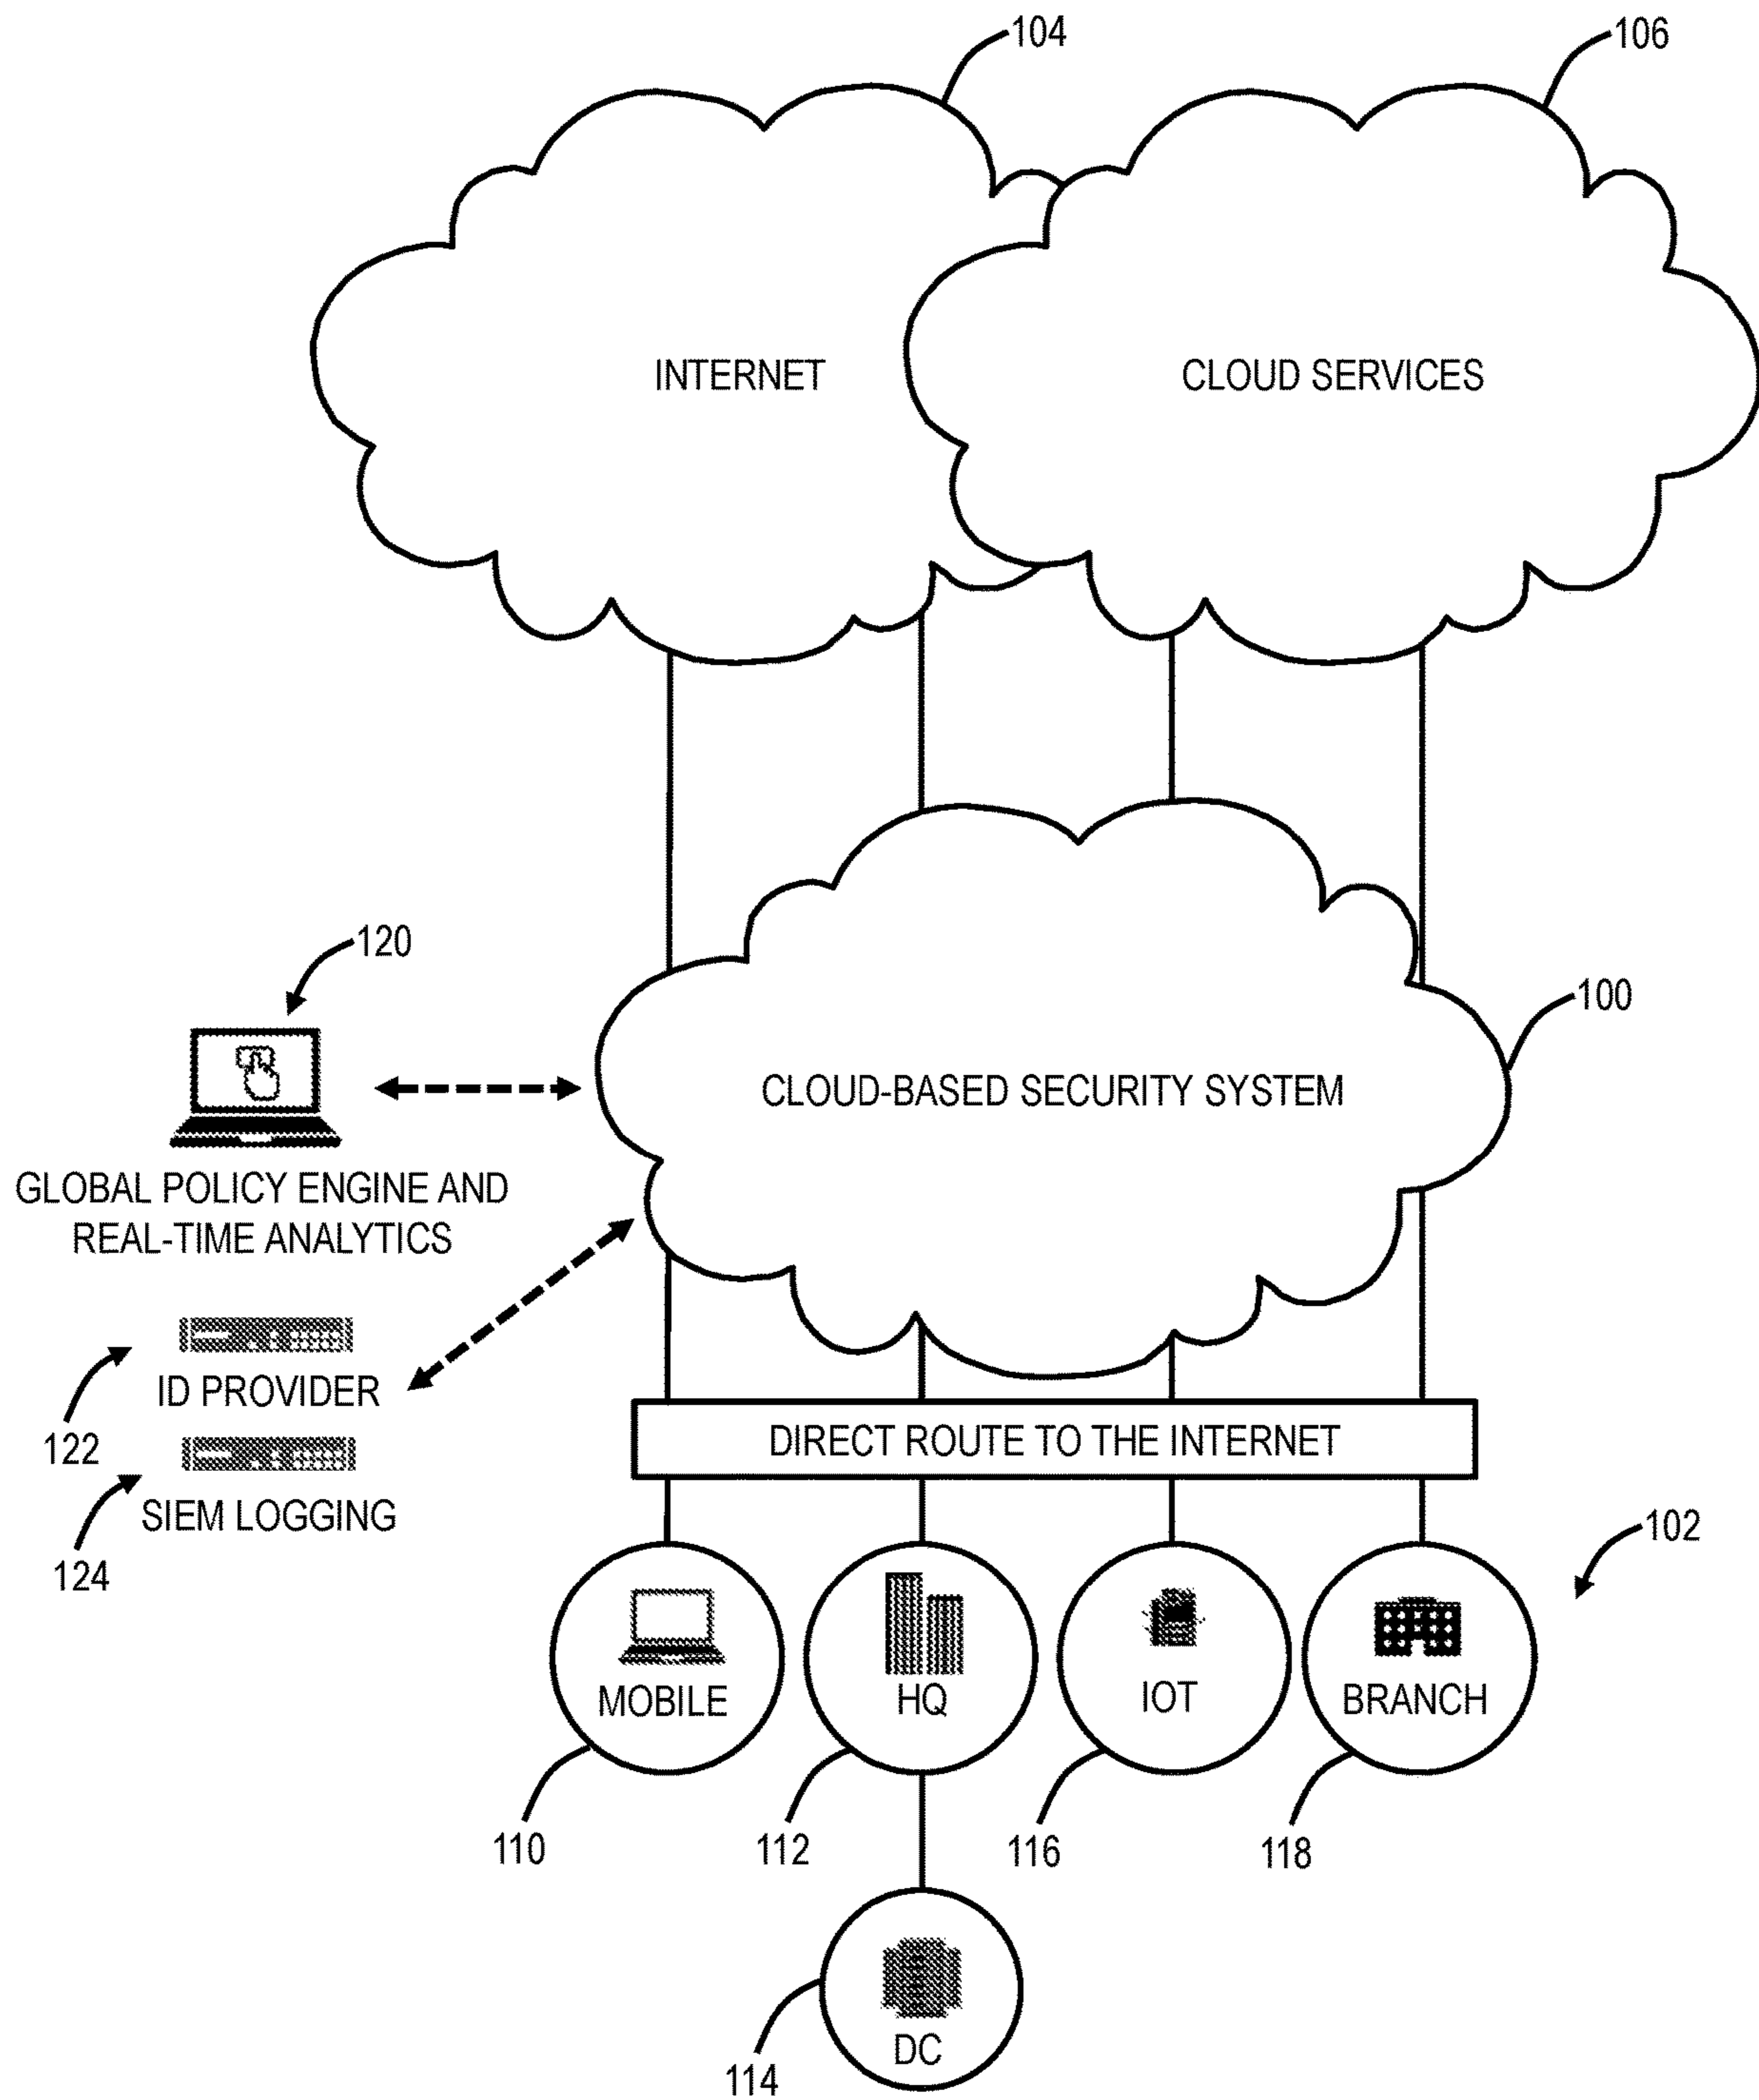 104
106
INTERNET
CLOUD SERVICES
120
100
CLOUD-BASED SECURITY SYSTEM
GLOBAL POLICY ENGINE AND
REAL-TIME ANALYTICS
ID PROVIDER
122
DIRECT ROUTE TO THE INTERNET
SIEM LOGGING
124
102
MOBILE
HQ
IOT
BRANCH
110
112
116
118
DC
114